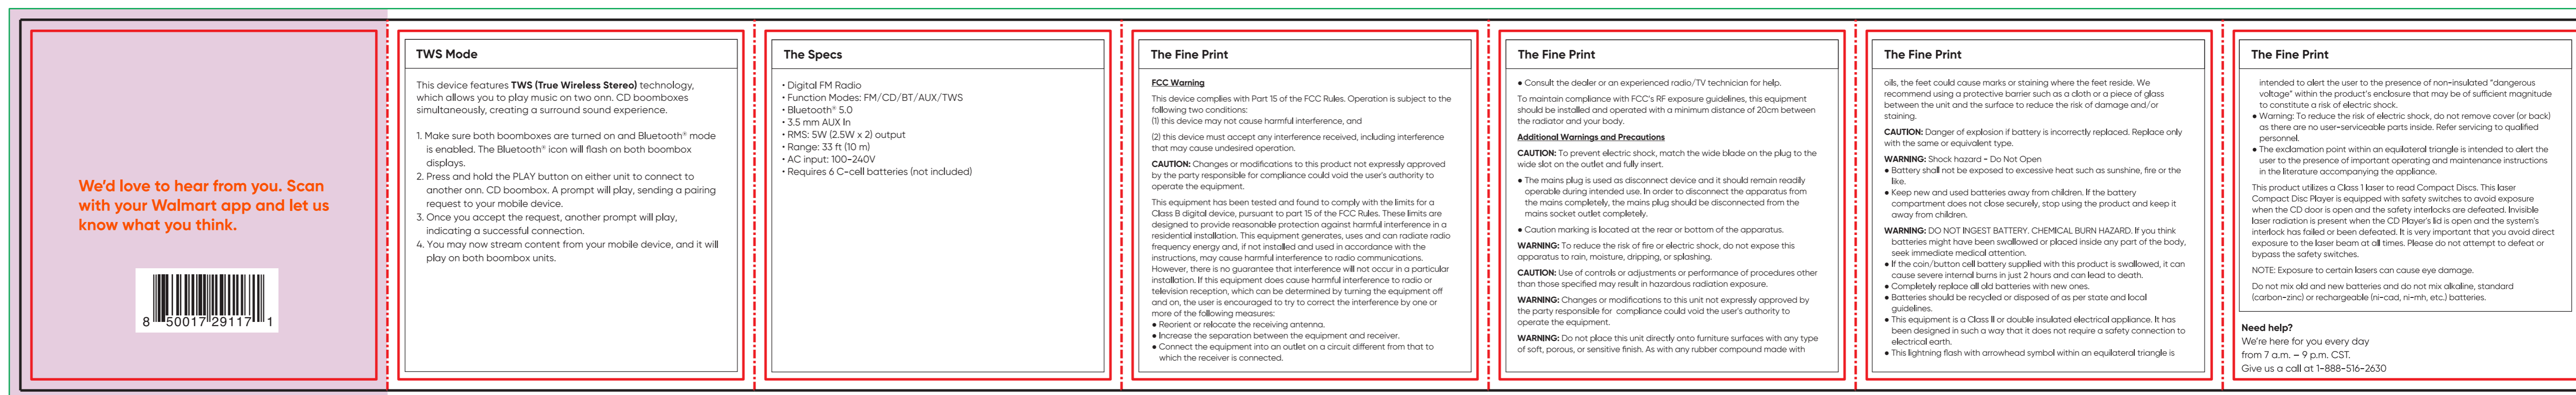 We'd love to hear from you. Scan
with your Walmart app and let us
know what you think.
8 50017 29117 1
TWS Mode
This device features TWS (True Wireless Stereo) technology,
which allows you to play music on two onn. CD boomboxes
simultaneously, creating a surround sound experience.
1. Make sure both boomboxes are turned on and Bluetooth® mode
is enabled. The Bluetooth® icon will flash on both boombox
displays.
2. Press and hold the PLAY button on either unit to connect to
another onn. CD boombox. A prompt will play, sending a pairing
request to your mobile device.
3. Once you accept the request, another prompt will play,
indicating a successful connection.
4. You may now stream content from your mobile device, and it will
play on both boombox units.
The Specs
• Digital FM Radio
• Function Modes: FM/CD/BT/AUX/TWS
• Bluetooth® 5.0
• 3.5 mm AUX In
• RMS: 5W (2.5W x 2) output
• Range: 33 ft (10 m)
• AC input: 100-240V
• Requires 6 C-cell batteries (not included)
The Fine Print
FCC Warning
This device complies with Part 15 of the FCC Rules. Operation is subject to the
following two conditions:
(1) this device may not cause harmful interference, and
(2) this device must accept any interference received, including interference
that may cause undesired operation.
CAUTION: Changes or modifications to this product not expressly approved
by the party responsible for compliance could void the user's authority to
operate the equipment.
This equipment has been tested and found to comply with the limits for a
Class B digital device, pursuant to part 15 of the FCC Rules. These limits are
designed to provide reasonable protection against harmful interference in a
residential installation. This equipment generates, uses and can radiate radio
frequency energy and, if not installed and used in accordance with the
instructions, may cause harmful interference to radio communications.
However, there is no guarantee that interference will not occur in a particular
installation. If this equipment does cause harmful interference to radio or
television reception, which can be determined by turning the equipment off
and on, the user is encouraged to try to correct the interference by one or
more of the following measures:
● Reorient or relocate the receiving antenna.
● Increase the separation between the equipment and receiver.
● Connect the equipment into an outlet on a circuit different from that to
which the receiver is connected.
The Fine Print
● Consult the dealer or an experienced radio/TV technician for help.
To maintain compliance with FCC's RF exposure guidelines, this equipment
should be installed and operated with a minimum distance of 20cm between
the radiator and your body.
Additional Warnings and Precautions
CAUTION: To prevent electric shock, match the wide blade on the plug to the
wide slot on the outlet and fully insert.
● The mains plug is used as disconnect device and it should remain readily
operable during intended use. In order to disconnect the apparatus from
the mains completely, the mains plug should be disconnected from the
mains socket outlet completely.
● Caution marking is located at the rear or bottom of the apparatus.
WARNING: To reduce the risk of fire or electric shock, do not expose this
apparatus to rain, moisture, dripping, or splashing.
CAUTION: Use of controls or adjustments or performance of procedures other
than those specified may result in hazardous radiation exposure.
WARNING: Changes or modifications to this unit not expressly approved by
the party responsible for compliance could void the user's authority to
operate the equipment.
WARNING: Do not place this unit directly onto furniture surfaces with any type
of soft, porous, or sensitive finish. As with any rubber compound made with
The Fine Print
oils, the feet could cause marks or staining where the feet reside. We
recommend using a protective barrier such as a cloth or a piece of glass
between the unit and the surface to reduce the risk of damage and/or
staining.
CAUTION: Danger of explosion if battery is incorrectly replaced. Replace only
with the same or equivalent type.
WARNING: Shock hazard - Do Not Open
● Battery shall not be exposed to excessive heat such as sunshine, fire or the
like.
● Keep new and used batteries away from children. If the battery
compartment does not close securely, stop using the product and keep it
away from children.
WARNING: DO NOT INGEST BATTERY. CHEMICAL BURN HAZARD. If you think
batteries might have been swallowed or placed inside any part of the body,
seek immediate medical attention.
● If the coin/button cell battery supplied with this product is swallowed, it can
cause severe internal burns in just 2 hours and can lead to death.
● Completely replace all old batteries with new ones.
● Batteries should be recycled or disposed of as per state and local
guidelines.
● This equipment is a Class II or double insulated electrical appliance. It has
been designed in such a way that it does not require a safety connection to
electrical earth.
● This lightning flash with arrowhead symbol within an equilateral triangle is
The Fine Print
intended to alert the user to the presence of non-insulated "dangerous
voltage" within the product's enclosure that may be of sufficient magnitude
to constitute a risk of electric shock.
● Warning: To reduce the risk of electric shock, do not remove cover (or back)
as there are no user-serviceable parts inside. Refer servicing to qualified
personnel.
● The exclamation point within an equilateral triangle is intended to alert the
user to the presence of important operating and maintenance instructions
in the literature accompanying the appliance.
This product utilizes a Class 1 laser to read Compact Discs. This laser
Compact Disc Player is equipped with safety switches to avoid exposure
when the CD door is open and the safety interlocks are defeated. Invisible
laser radiation is present when the CD Player's lid is open and the system's
interlock has failed or been defeated. It is very important that you avoid direct
exposure to the laser beam at all times. Please do not attempt to defeat or
bypass the safety switches.
NOTE: Exposure to certain lasers can cause eye damage.
Do not mix old and new batteries and do not mix alkaline, standard
(carbon-zinc) or rechargeable (ni-cad, ni-mh, etc.) batteries.
Need help?
We're here for you every day
from 7 a.m. – 9 p.m. CST.
Give us a call at 1-888-516-2630